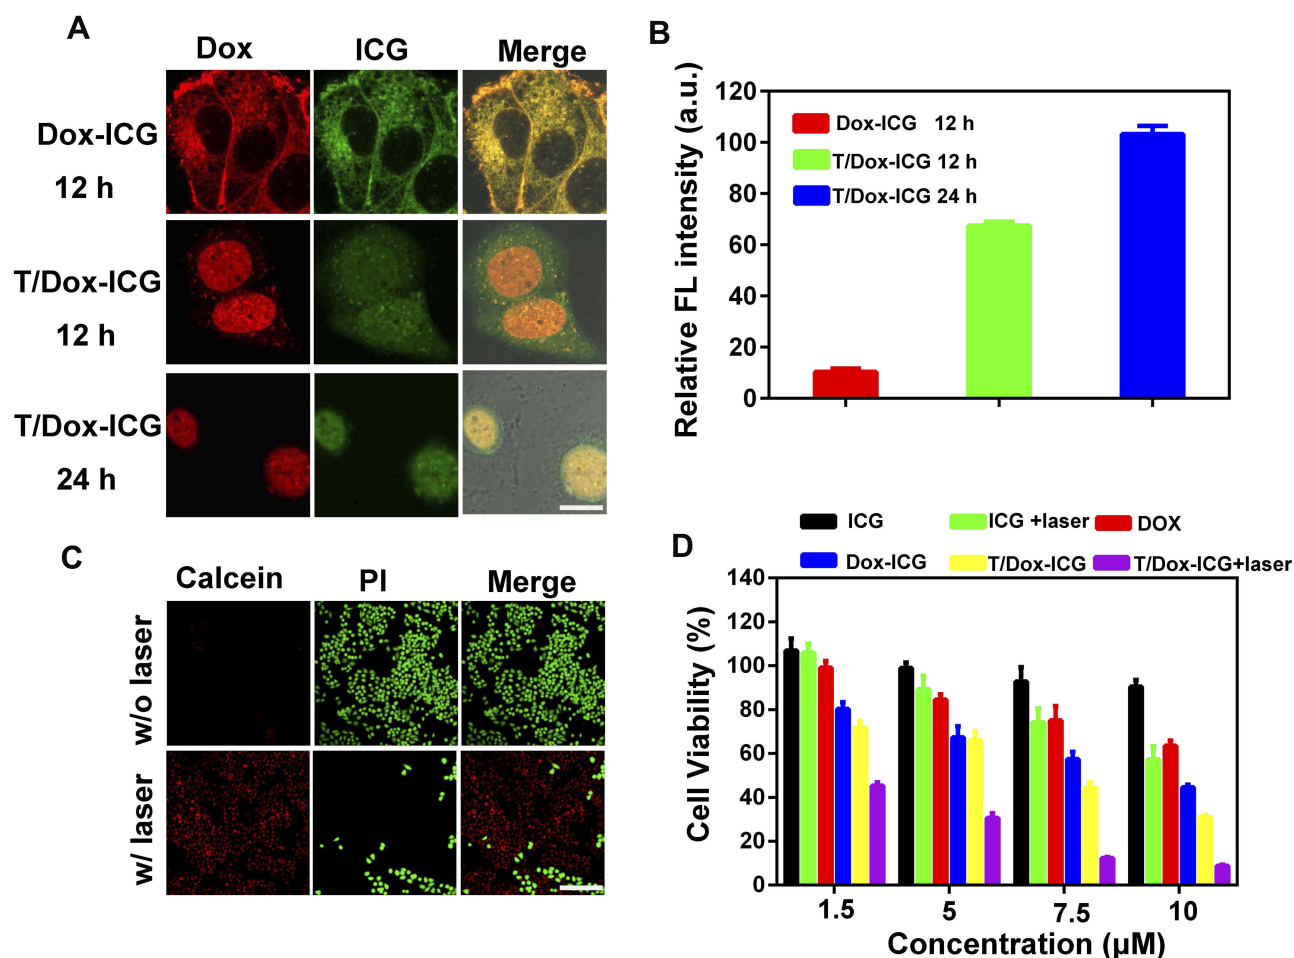 A
Dox ICG Merge
Dox-ICG
12 h
T/Dox-ICG
12 h
T/Dox-ICG
24 h
B
Relative FL intensity (a.u.)
120
100
80
60
40
20
0
Dox-ICG 12 h
T/Dox-ICG 12 h
T/Dox-ICG 24 h
C
Calcein PI Merge
w/o laser
w/ laser
D
ICG ICG +laser DOX
Dox-ICG T/Dox-ICG T/Dox-ICG+laser
Cell Viability (%)
140
120
100
80
60
40
20
0
1.5 5 7.5 10
Concentration (μM)